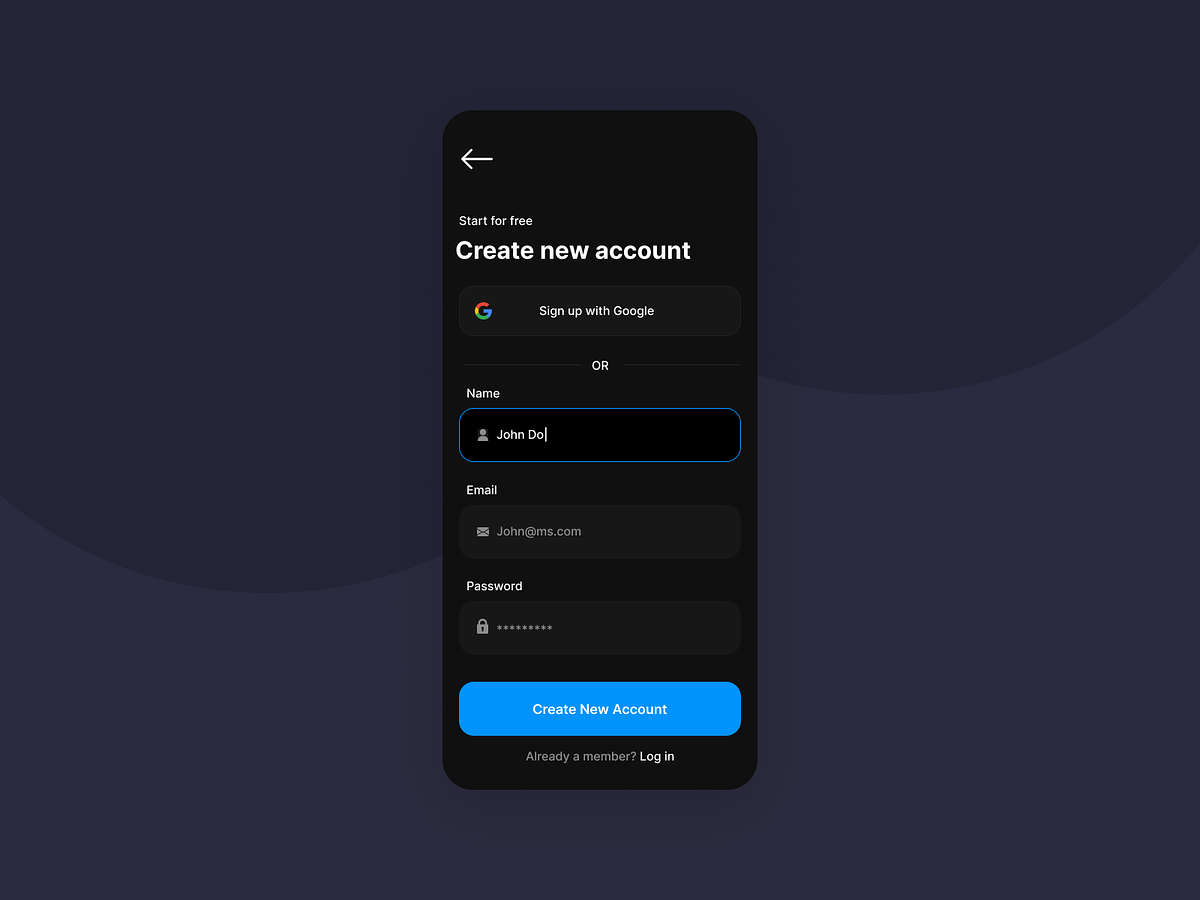 Start for free
Create new account
Sign up with Google
OR
Name
John Do
Email
John@ms.com
Password
*********
Create New Account
Already a member? Log in